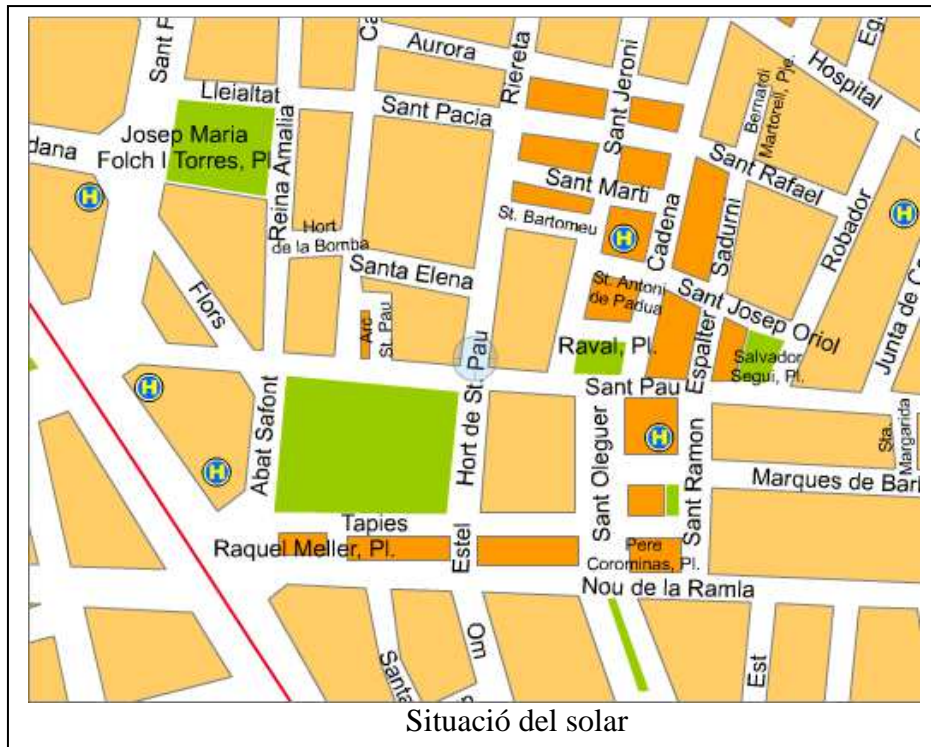 Sant P
Ca
Aurora
Riereta
Sant Jeroni
Bernardi
Martorell, Pje.
Eg
Hospital
Lleialtat
Sant Pacia
Josep Maria
Folch I Torres, Pl.
dana
Reina Amalia
H
Sant Marti
Sant Rafael
St. Bartomeu
H
Cadena
Sadurni
Robador
H
Hort
de la Bomba
Santa Elena
Flors
Arc
St. Pau
St. Antoni
de Padua
Sant Josep Oriol
Junta de Co
Raval, Pl.
Espalter
Salvador
Segui, Pl.
Sant Pau
H
H
Abat Safont
Hort de St. Pau
Sant Oleguer
H
Sant Ramon
Sta.
Margarida
Marques de Bar
Tapies
Raquel Meller, Pl.
Estel
Pere
Corominas, Pl.
Nou de la Ramla
Santa
Om
Est
Situació del solar